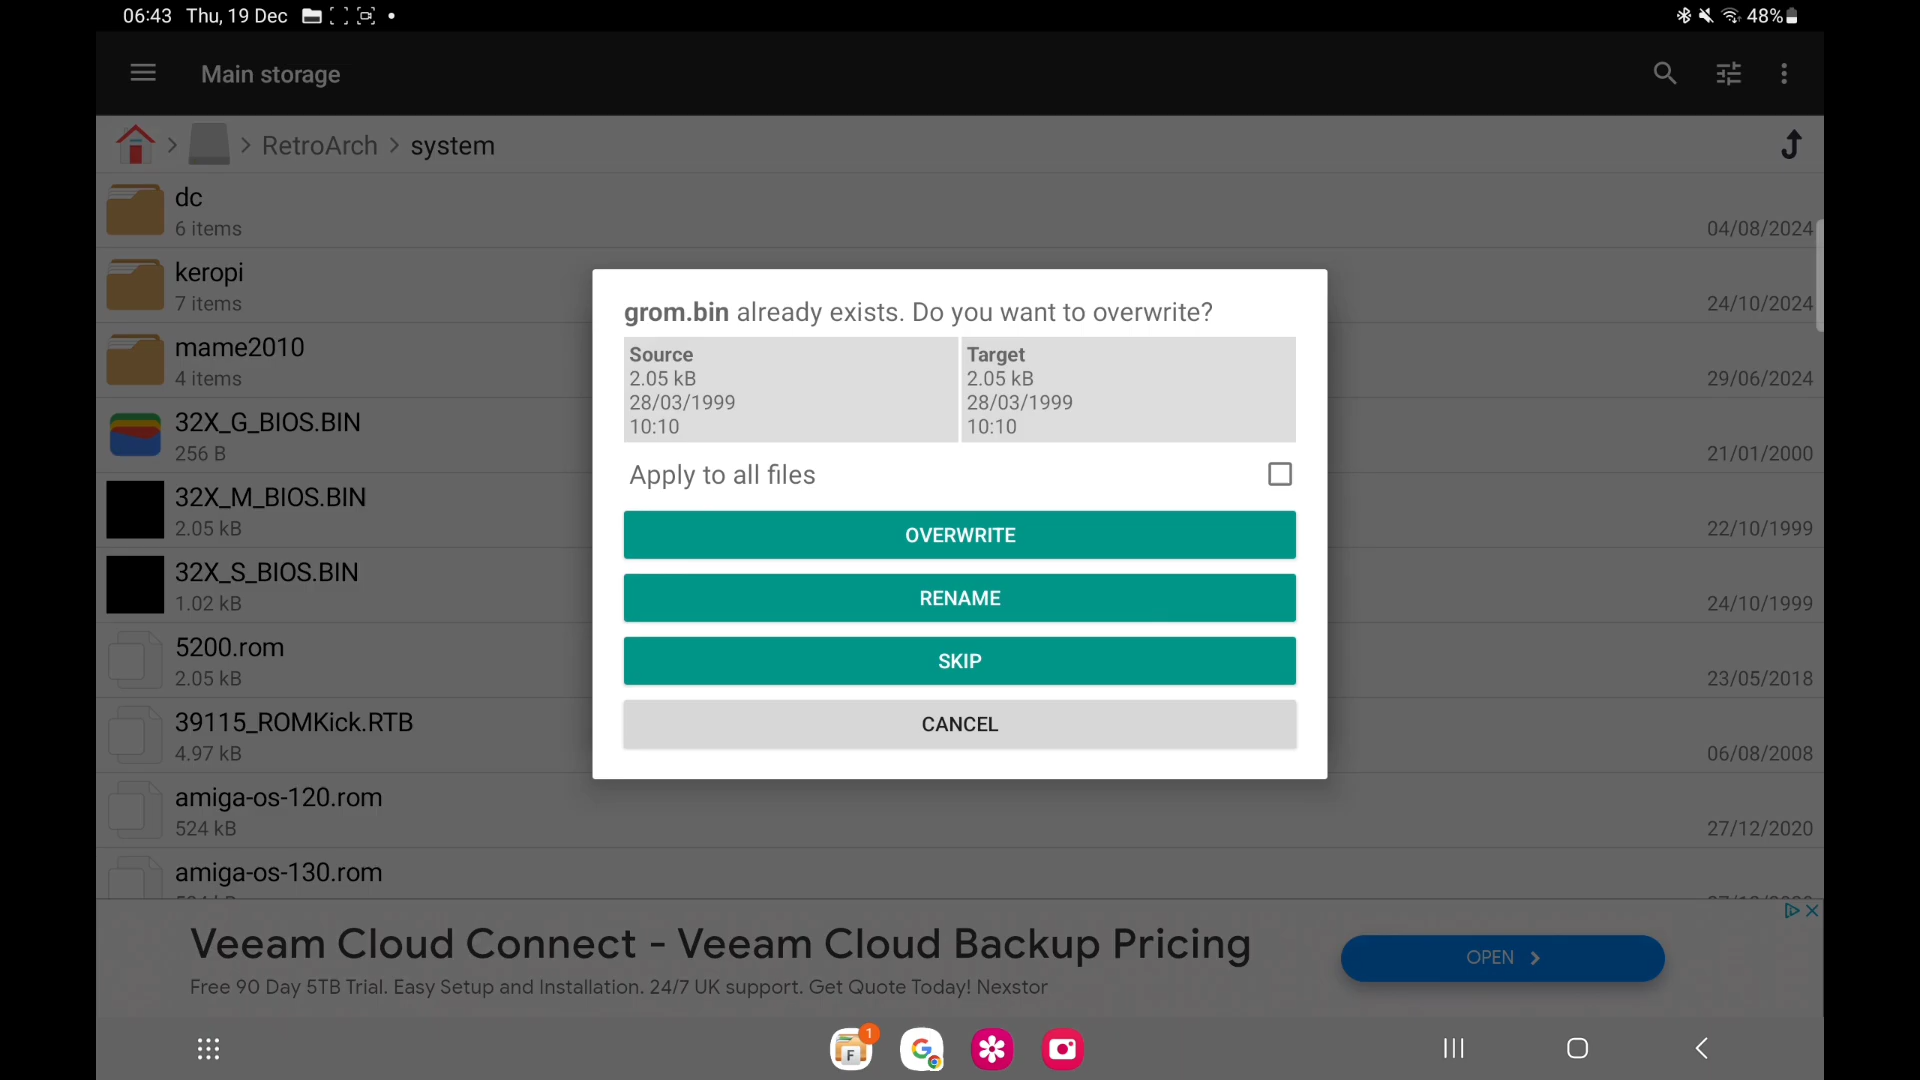 06:43 Thu, 19 Dec
48%
Main storage
RetroArch
system
dc
6 items
04/08/2024
keropi
7 items
24/10/2024
mame2010
4 items
29/06/2024
32X_G_BIOS.BIN
256 B
21/01/2000
32X_M_BIOS.BIN
2.05 kB
22/10/1999
32X_S_BIOS.BIN
1.02 kB
24/10/1999
5200.rom
2.05 kB
23/05/2018
39115_ROMKick.RTB
4.97 kB
06/08/2008
amiga-os-120.rom
524 kB
27/12/2020
amiga-os-130.rom
grom.bin already exists. Do you want to overwrite?
Source
2.05 kB
28/03/1999
10:10
Target
2.05 kB
28/03/1999
10:10
Apply to all files
OVERWRITE
RENAME
SKIP
CANCEL
Veeam Cloud Connect - Veeam Cloud Backup Pricing
Free 90 Day 5TB Trial. Easy Setup and Installation. 24/7 UK support. Get Quote Today! Nexstor
OPEN
1
F
G